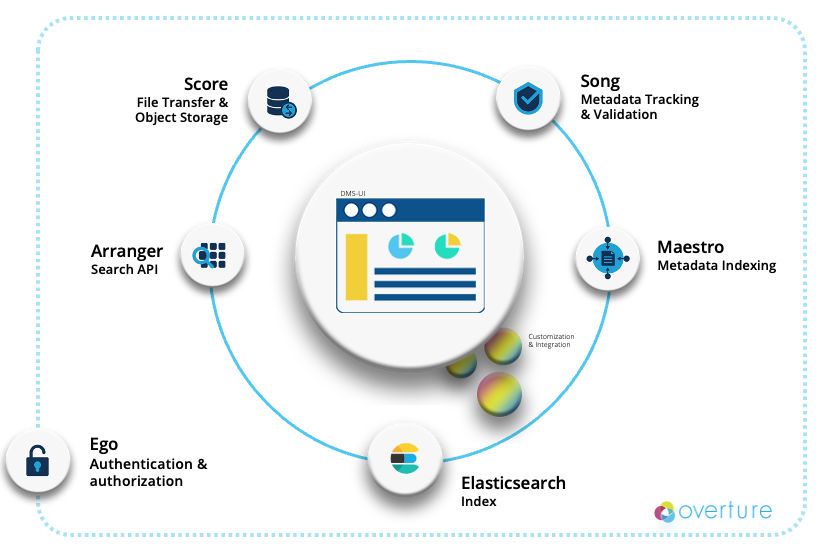 Score
File Transfer &
Object Storage
Song
Metadata Tracking
& Validation
DMS-UI
Arranger
Search API
Maestro
Metadata Indexing
Customization
& Integration
Ego
Authentication &
authorization
Elasticsearch
Index
overture